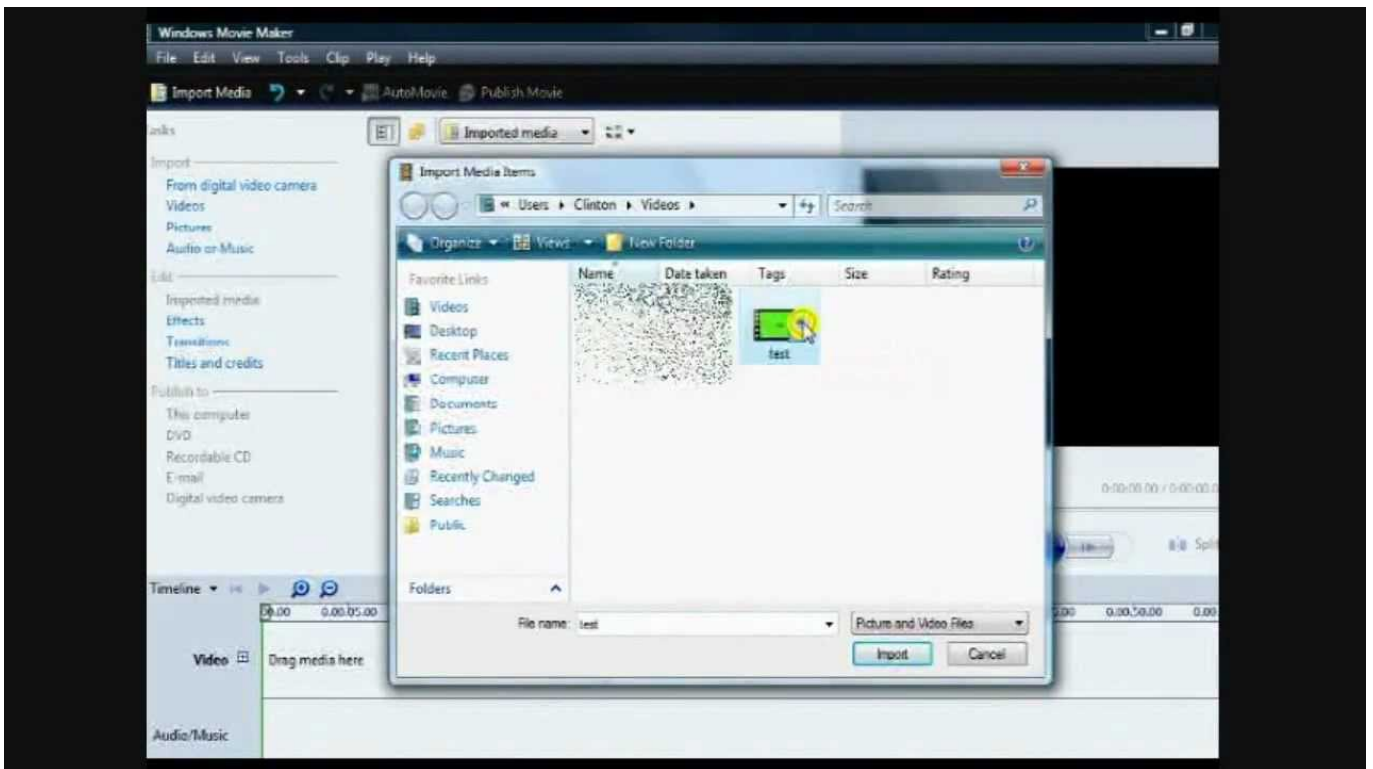 Windows Movie Maker
File Edit View Tools Clip Play Help
Import Media AutoMovie Publish Movie
asks
Imported media
Import
From digital video camera
Videos
Pictures
Audio or Music
Edit
Imported media
Effects
Transitions
Titles and credits
Publish to
This computer
DVD
Recordable CD
E-mail
Digital video camera
Import Media Items
« Users Clinton Videos
Search
Organize Views New Folder
Favorite Links
Videos
Desktop
Recent Places
Computer
Documents
Pictures
Music
Recently Changed
Searches
Public
Folders
Name Date taken Tags Size Rating
test
File name: test
Picture and Video Files
Import Cancel
Split
Timeline
0:00:05.00
0:00:50.00
Video Drag media here
Audio/Music